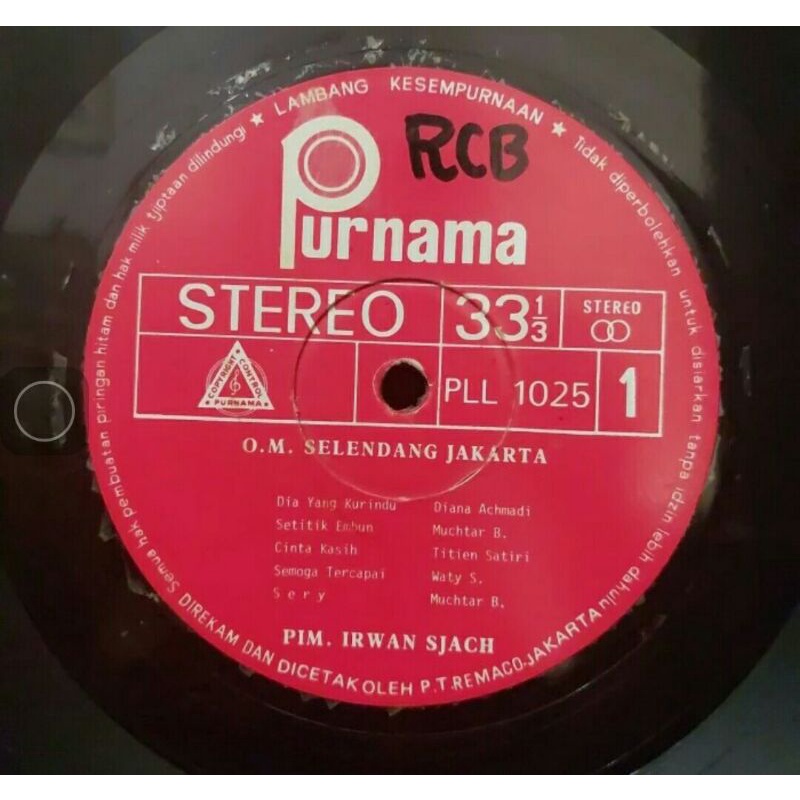 LAMBANG KESEMPURNAAN ★ Tidak diperbolehkan untuk disiarkan tanpa idzin lebih dahulu
Semua hak pembuatan piringan hitam dan hak milik tjiptaan dilindungi ★
RCB
Purnama
STEREO 33 1/3 STEREO
COPYRIGHT CONTROL PURNAMA
PLL 1025 1
O.M. SELENDANG JAKARTA
Dia Yang Kurindu Diana Achmadi
Setitik Embun Muchtar B.
Cinta Kasih Titien Satiri
Semoga Tercapai Waty S.
S e r y Muchtar B.
PIM. IRWAN SJACH
DIREKAM DAN DICETAK OLEH P.T. REMACO-JAKARTA